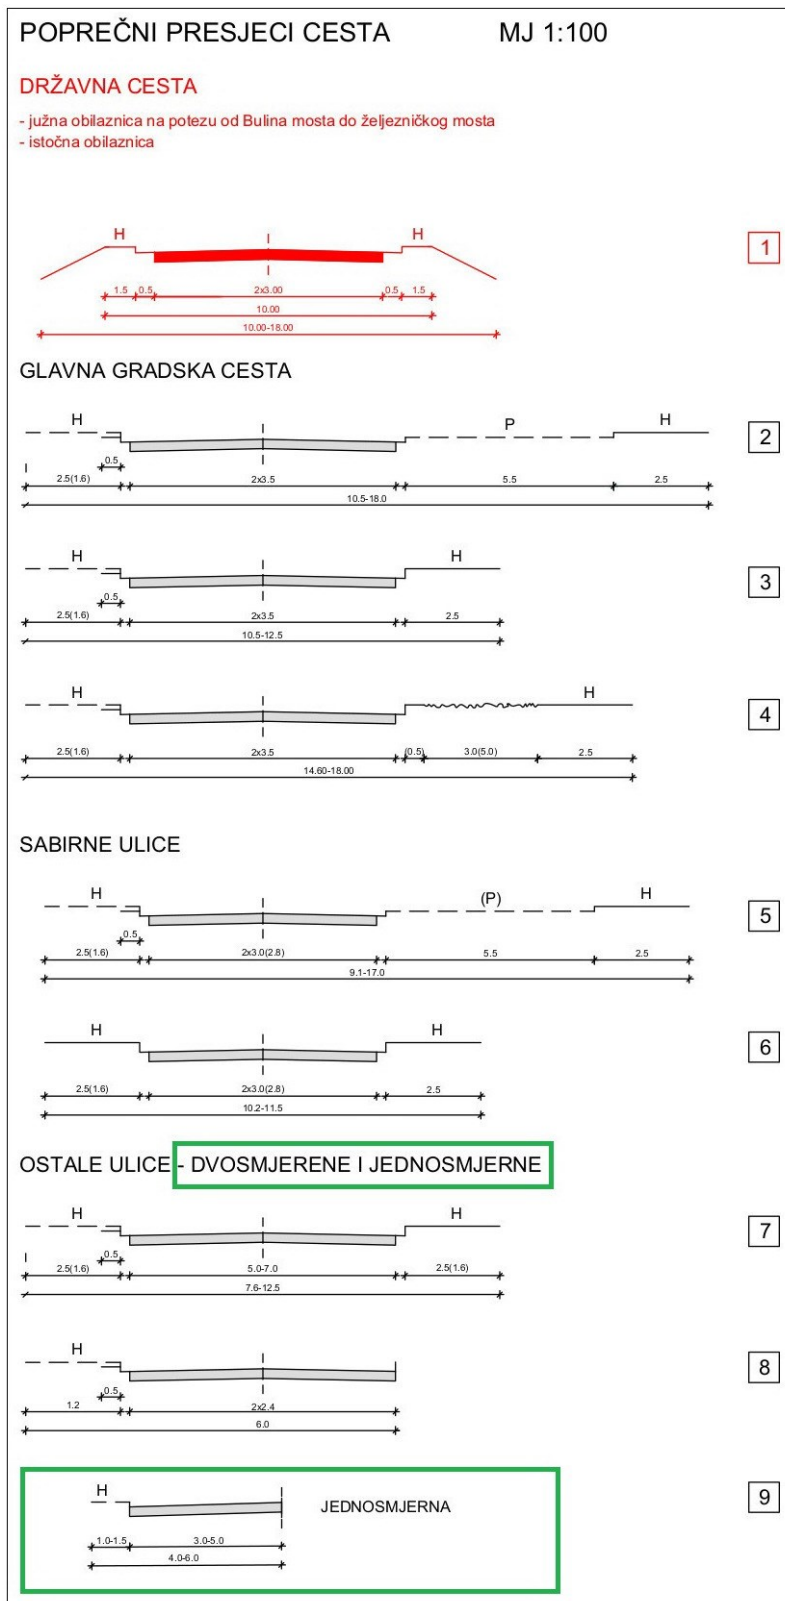 POPREČNI PRESJECI CESTA MJ 1:100
DRŽAVNA CESTA
- južna obilaznica na potezu od Bulina mosta do željezničkog mosta
- istočna obilaznica
H H
1
1.5 0.5 2x3.00 0.5 1.5
10.00
10.00-18.00
GLAVNA GRADSKA CESTA
H P H
2
0.5
2.5(1.6) 2x3.5 5.5 2.5
10.5-18.0
H H
3
0.5
2.5(1.6) 2x3.5 2.5
10.5-12.5
H H
4
2.5(1.6) 2x3.5 (0.5) 3.0(5.0) 2.5
14.60-18.00
SABIRNE ULICE
H (P) H
5
0.5
2.5(1.6) 2x3.0(2.8) 5.5 2.5
9.1-17.0
H H
6
2.5(1.6) 2x3.0(2.8) 2.5
10.2-11.5
OSTALE ULICE - DVOSMJERENE I JEDNOSMJERNE
H H
7
0.5
2.5(1.6) 5.0-7.0 2.5(1.6)
7.6-12.5
H
8
0.5
1.2 2x2.4
6.0
H
JEDNOSMJERNA
9
1.0-1.5 3.0-5.0
4.0-6.0